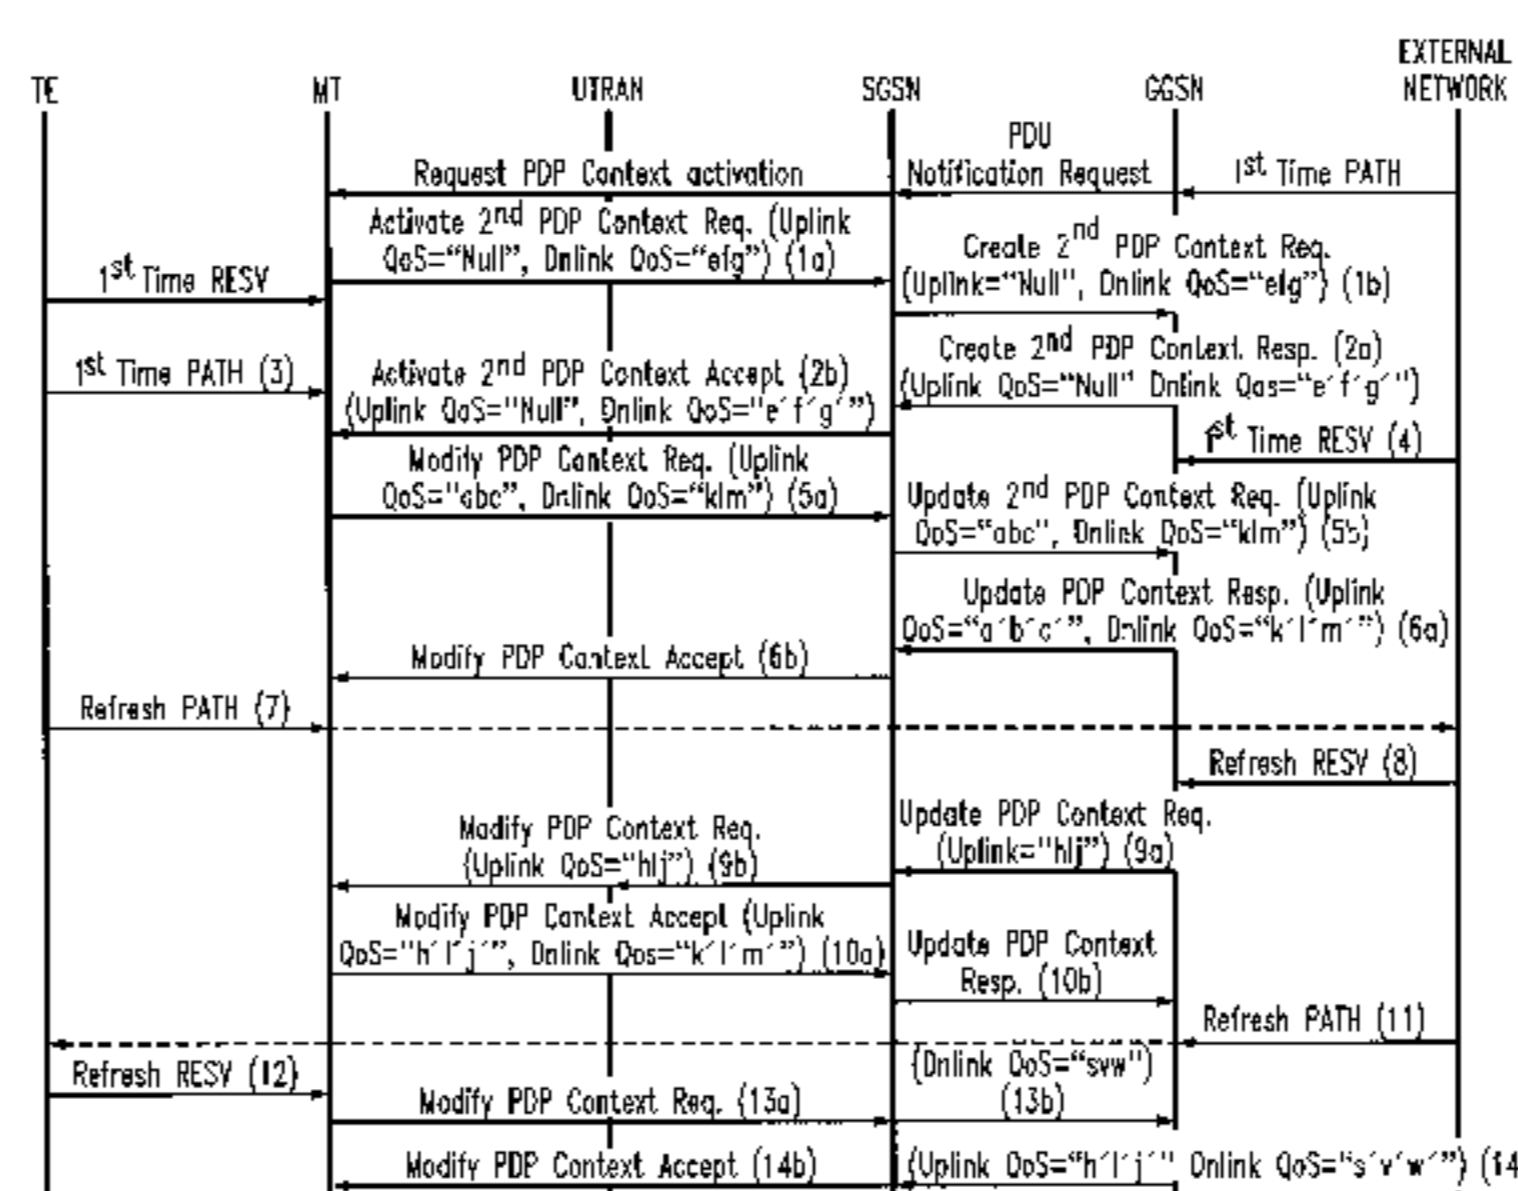 EXTERNAL
TE MT UTRAN SGSN GGSN NETWORK
PDU
Request PDP Context activation Notification Request 1st Time PATH
Activate 2nd PDP Context Req. (Uplink
QoS="Null", Dnlink QoS="efg") (1a)
Create 2nd PDP Context Req.
(Uplink="Null", Dnlink QoS="efg") (1b)
1st Time RESV
Create 2nd PDP Context Resp. (2a)
(Uplink QoS="Null" Dnlink Qos="e´f´g´")
1st Time PATH (3)
Activate 2nd PDP Context Accept (2b)
(Uplink QoS="Null", Dnlink QoS="e´f´g´")
1st Time RESV (4)
Modify PDP Context Req. (Uplink
QoS="abc", Dnlink QoS="klm") (5a)
Update 2nd PDP Context Req. (Uplink
QoS="abc", Dnlink QoS="klm") (5b)
Update PDP Context Resp. (Uplink
QoS="a´b´c´", Dnlink QoS="k´l´m´") (6a)
Modify PDP Context Accept (6b)
Refresh PATH (7)
Refresh RESV (8)
Update PDP Context Req.
(Uplink="hij") (9a)
Modify PDP Context Req.
(Uplink QoS="hij") (9b)
Modify PDP Context Accept (Uplink
QoS="h´i´j´", Dnlink Qos="k´l´m´") (10a)
Update PDP Context
Resp. (10b)
Refresh PATH (11)
(Dnlink QoS="svw")
(13b)
Refresh RESV (12)
Modify PDP Context Req. (13a)
Modify PDP Context Accept (14b)
(Uplink QoS="h´i´j´" Dnlink QoS="s´v´w´") (14